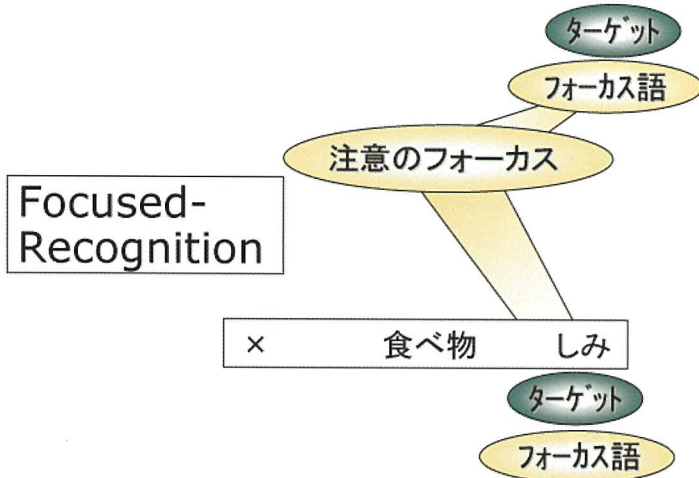 ターゲット
フォーカス語
注意のフォーカス
Focused-
Recognition
× 食べ物 しみ
ターゲット
フォーカス語